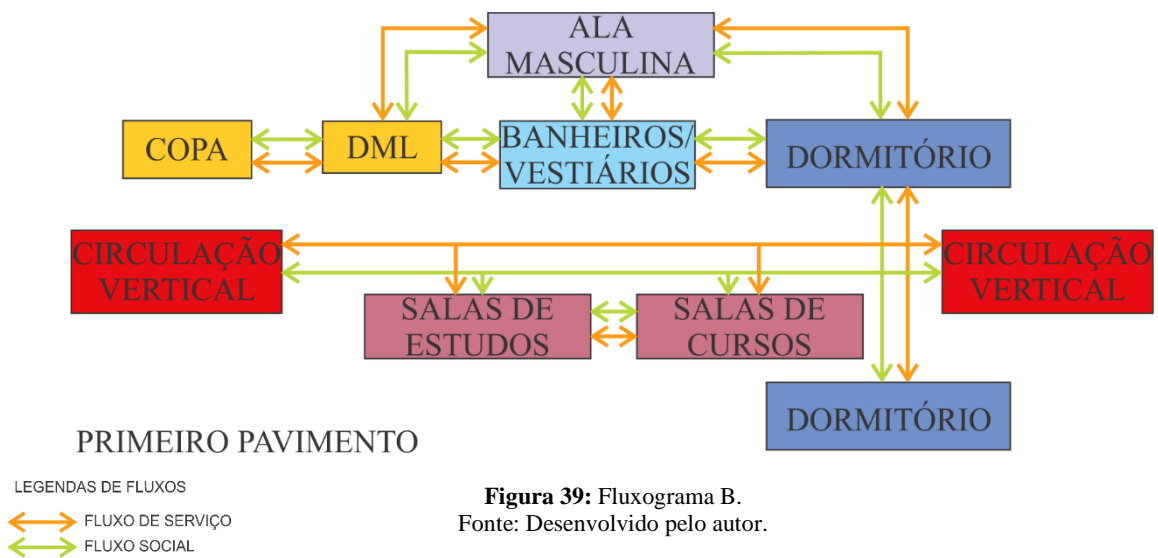 ALA
MASCULINA
COPA
DML
BANHEIROS/
VESTIÁRIOS
DORMITÓRIO
CIRCULAÇÃO
VERTICAL
CIRCULAÇÃO
VERTICAL
SALAS DE
ESTUDOS
SALAS DE
CURSOS
DORMITÓRIO
PRIMEIRO PAVIMENTO
LEGENDAS DE FLUXOS
FLUXO DE SERVIÇO
FLUXO SOCIAL
Figura 39: Fluxograma B.
Fonte: Desenvolvido pelo autor.